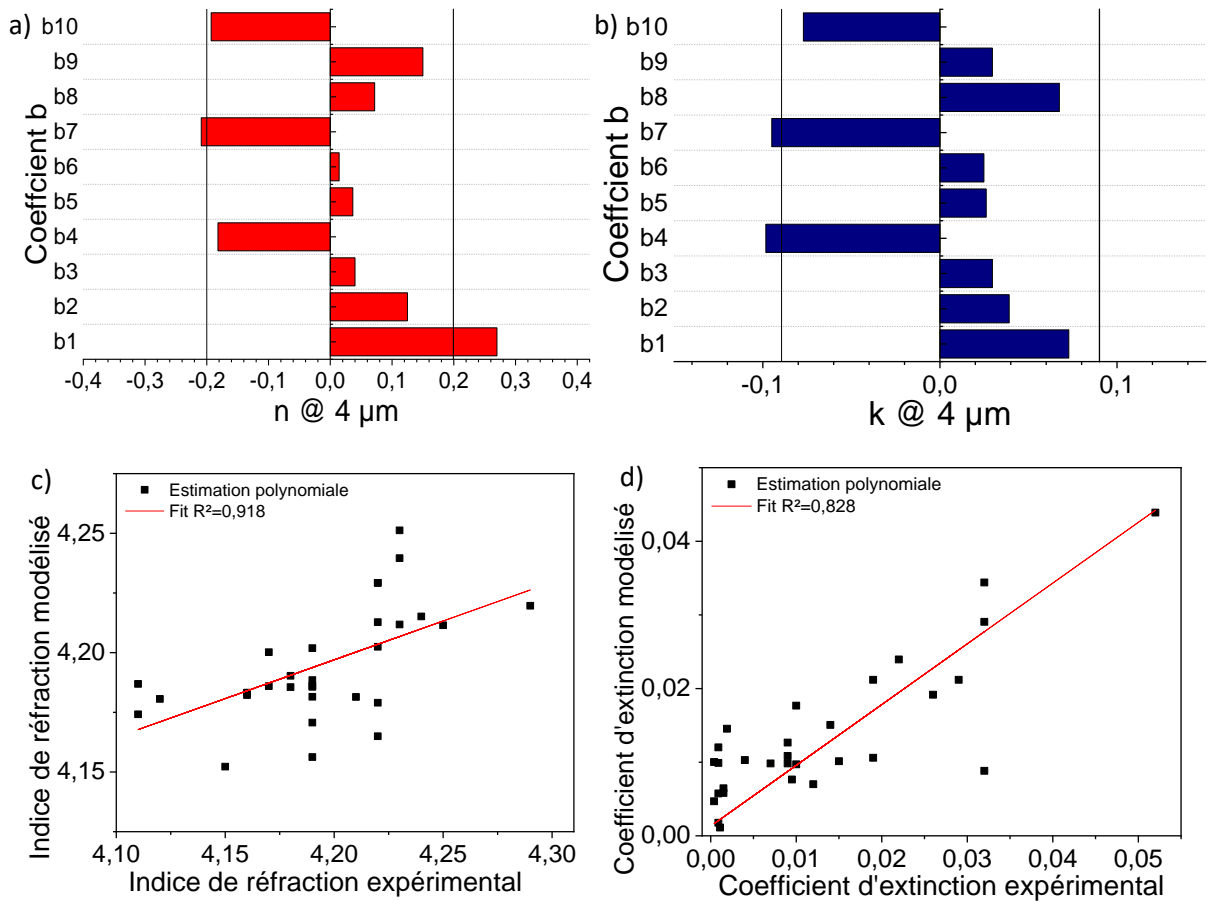 a)
Coeffcient b
b10
b9
b8
b7
b6
b5
b4
b3
b2
b1
-0,4 -0,3 -0,2 -0,1 0,0 0,1 0,2 0,3 0,4
n @ 4 µm
b)
Coeffcient b
b10
b9
b8
b7
b6
b5
b4
b3
b2
b1
-0,1 0,0 0,1
k @ 4 µm
c)
Estimation polynomiale
Fit R²=0,918
Indice de réfraction modélisé
4,25
4,20
4,15
4,10 4,15 4,20 4,25 4,30
Indice de réfraction expérimental
d)
Estimation polynomiale
Fit R²=0,828
Coefficient d'extinction modélisé
0,04
0,02
0,00
0,00 0,01 0,02 0,03 0,04 0,05
Coefficient d'extinction expérimental